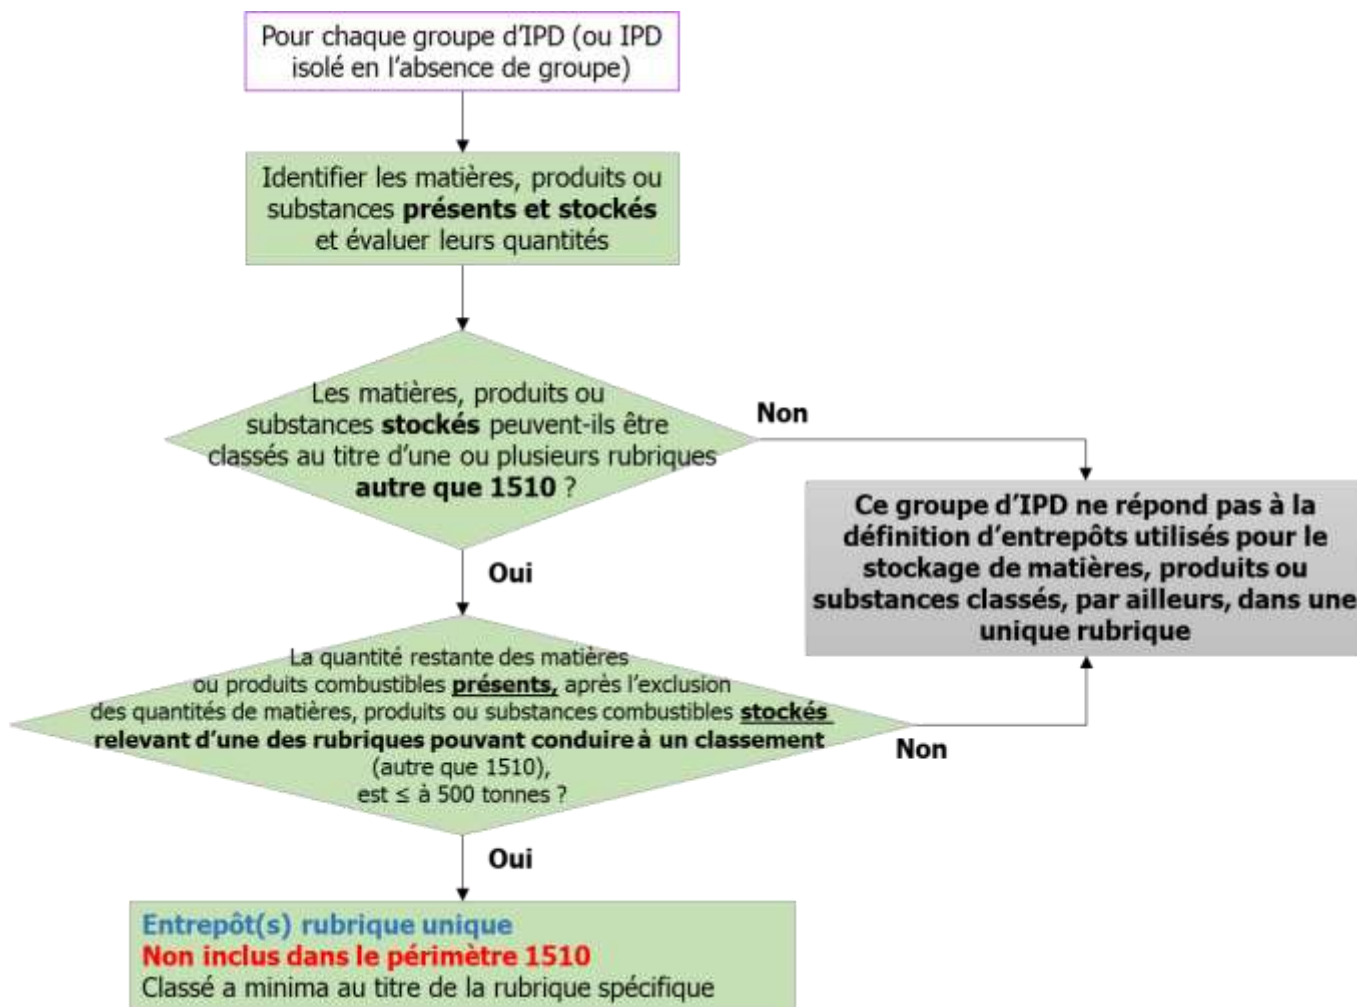 Pour chaque groupe d'IPD (ou IPD
isolé en l'absence de groupe)
Identifier les matières, produits ou
substances présents et stockés
et évaluer leurs quantités
Les matières, produits ou
substances stockés peuvent-ils être
classés au titre d'une ou plusieurs rubriques
autre que 1510 ?
Non
Ce groupe d'IPD ne répond pas à la
définition d'entrepôts utilisés pour le
stockage de matières, produits ou
substances classés, par ailleurs, dans une
unique rubrique
Oui
La quantité restante des matières
ou produits combustibles présents, après l'exclusion
des quantités de matières, produits ou substances combustibles stockés
relevant d'une des rubriques pouvant conduire à un classement
(autre que 1510),
est ≤ à 500 tonnes ?
Non
Oui
Entrepôt(s) rubrique unique
Non inclus dans le périmètre 1510
Classé a minima au titre de la rubrique spécifique